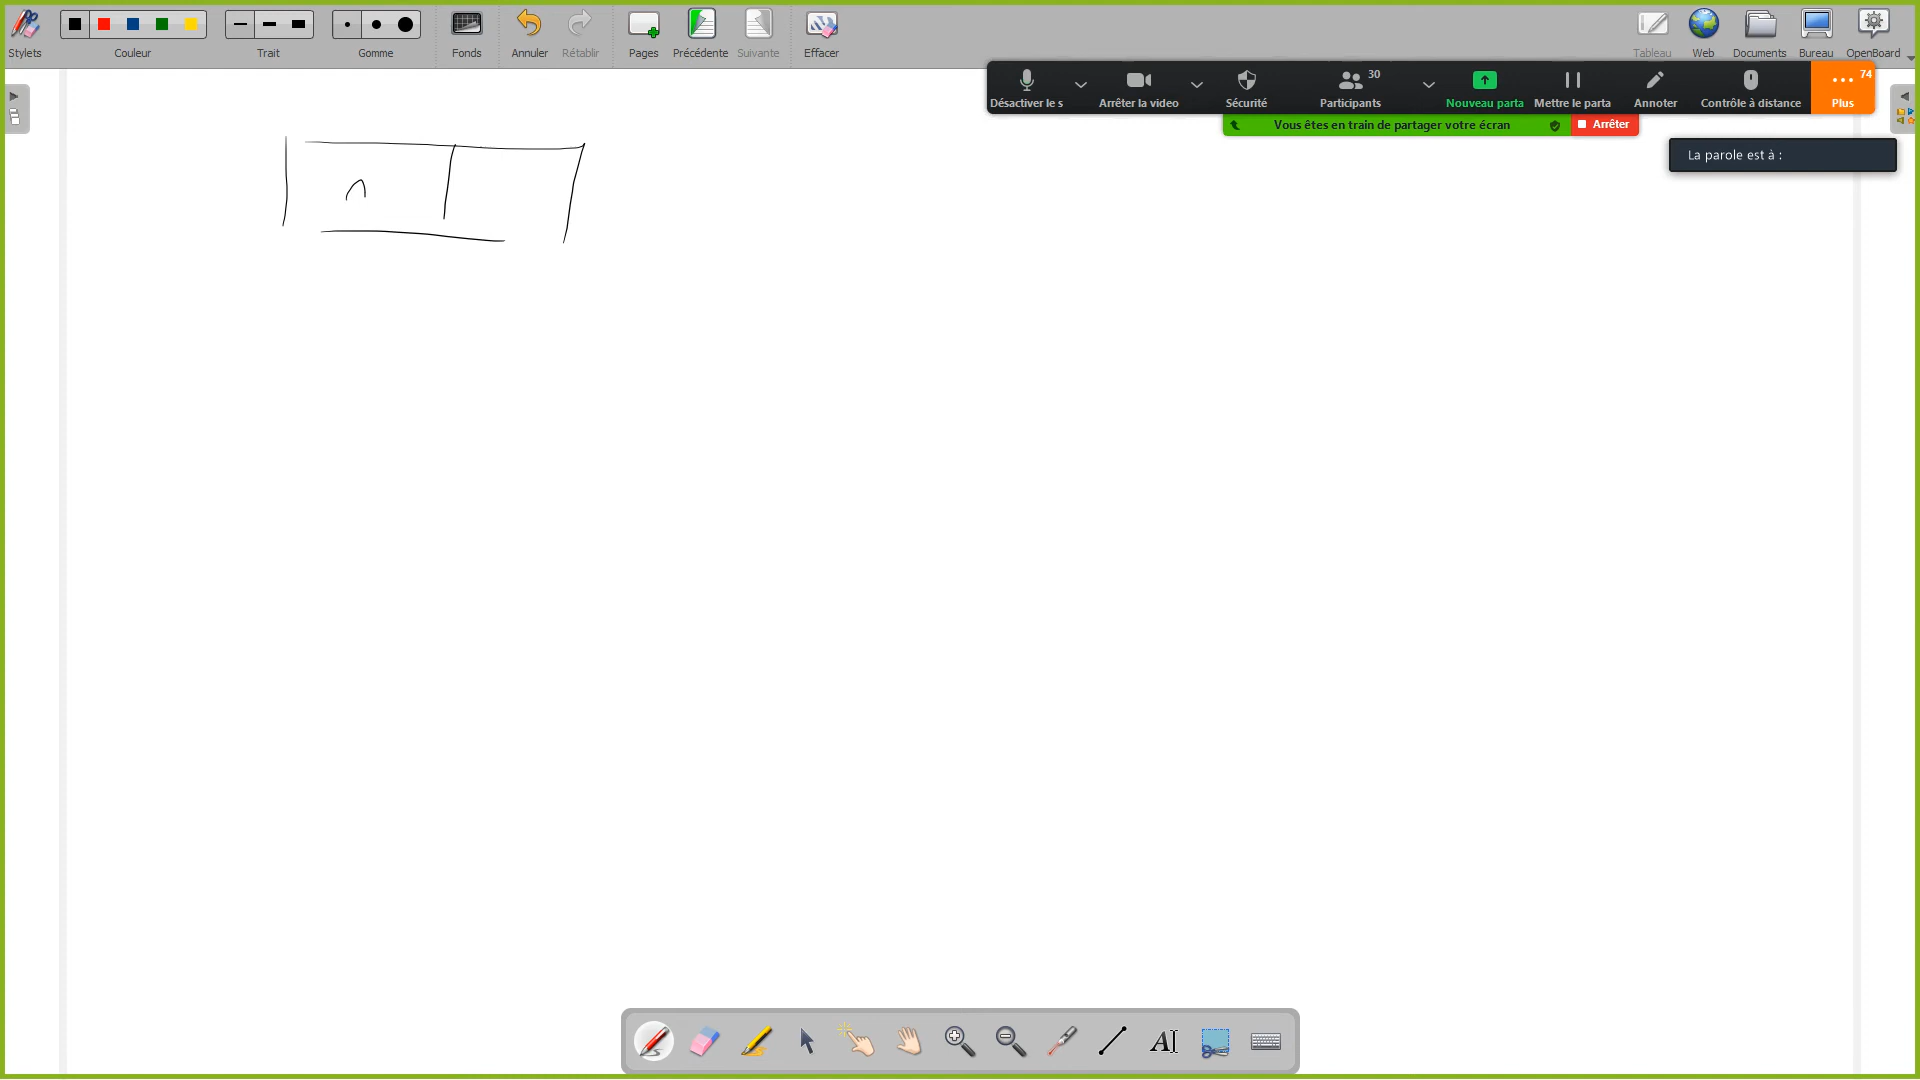 Stylets Couleur Trait Gomme Fonds Annuler Rétablir Pages Précédente Suivante Effacer Tableau Web Documents Bureau OpenBoard
30 74
Désactiver le s Arrêter la video Sécurité Participants Nouveau parta Mettre le parta Annoter Contrôle à distance Plus
Vous êtes en train de partager votre écran Arrêter
La parole est à :
AI